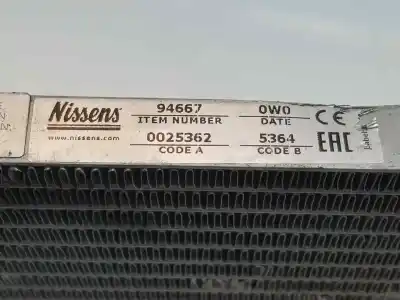 Nissens 94667 0W0 CE
ITEM NUMBER DATE
www.nissens.com 0025362 5364 EAC
CODE A CODE B